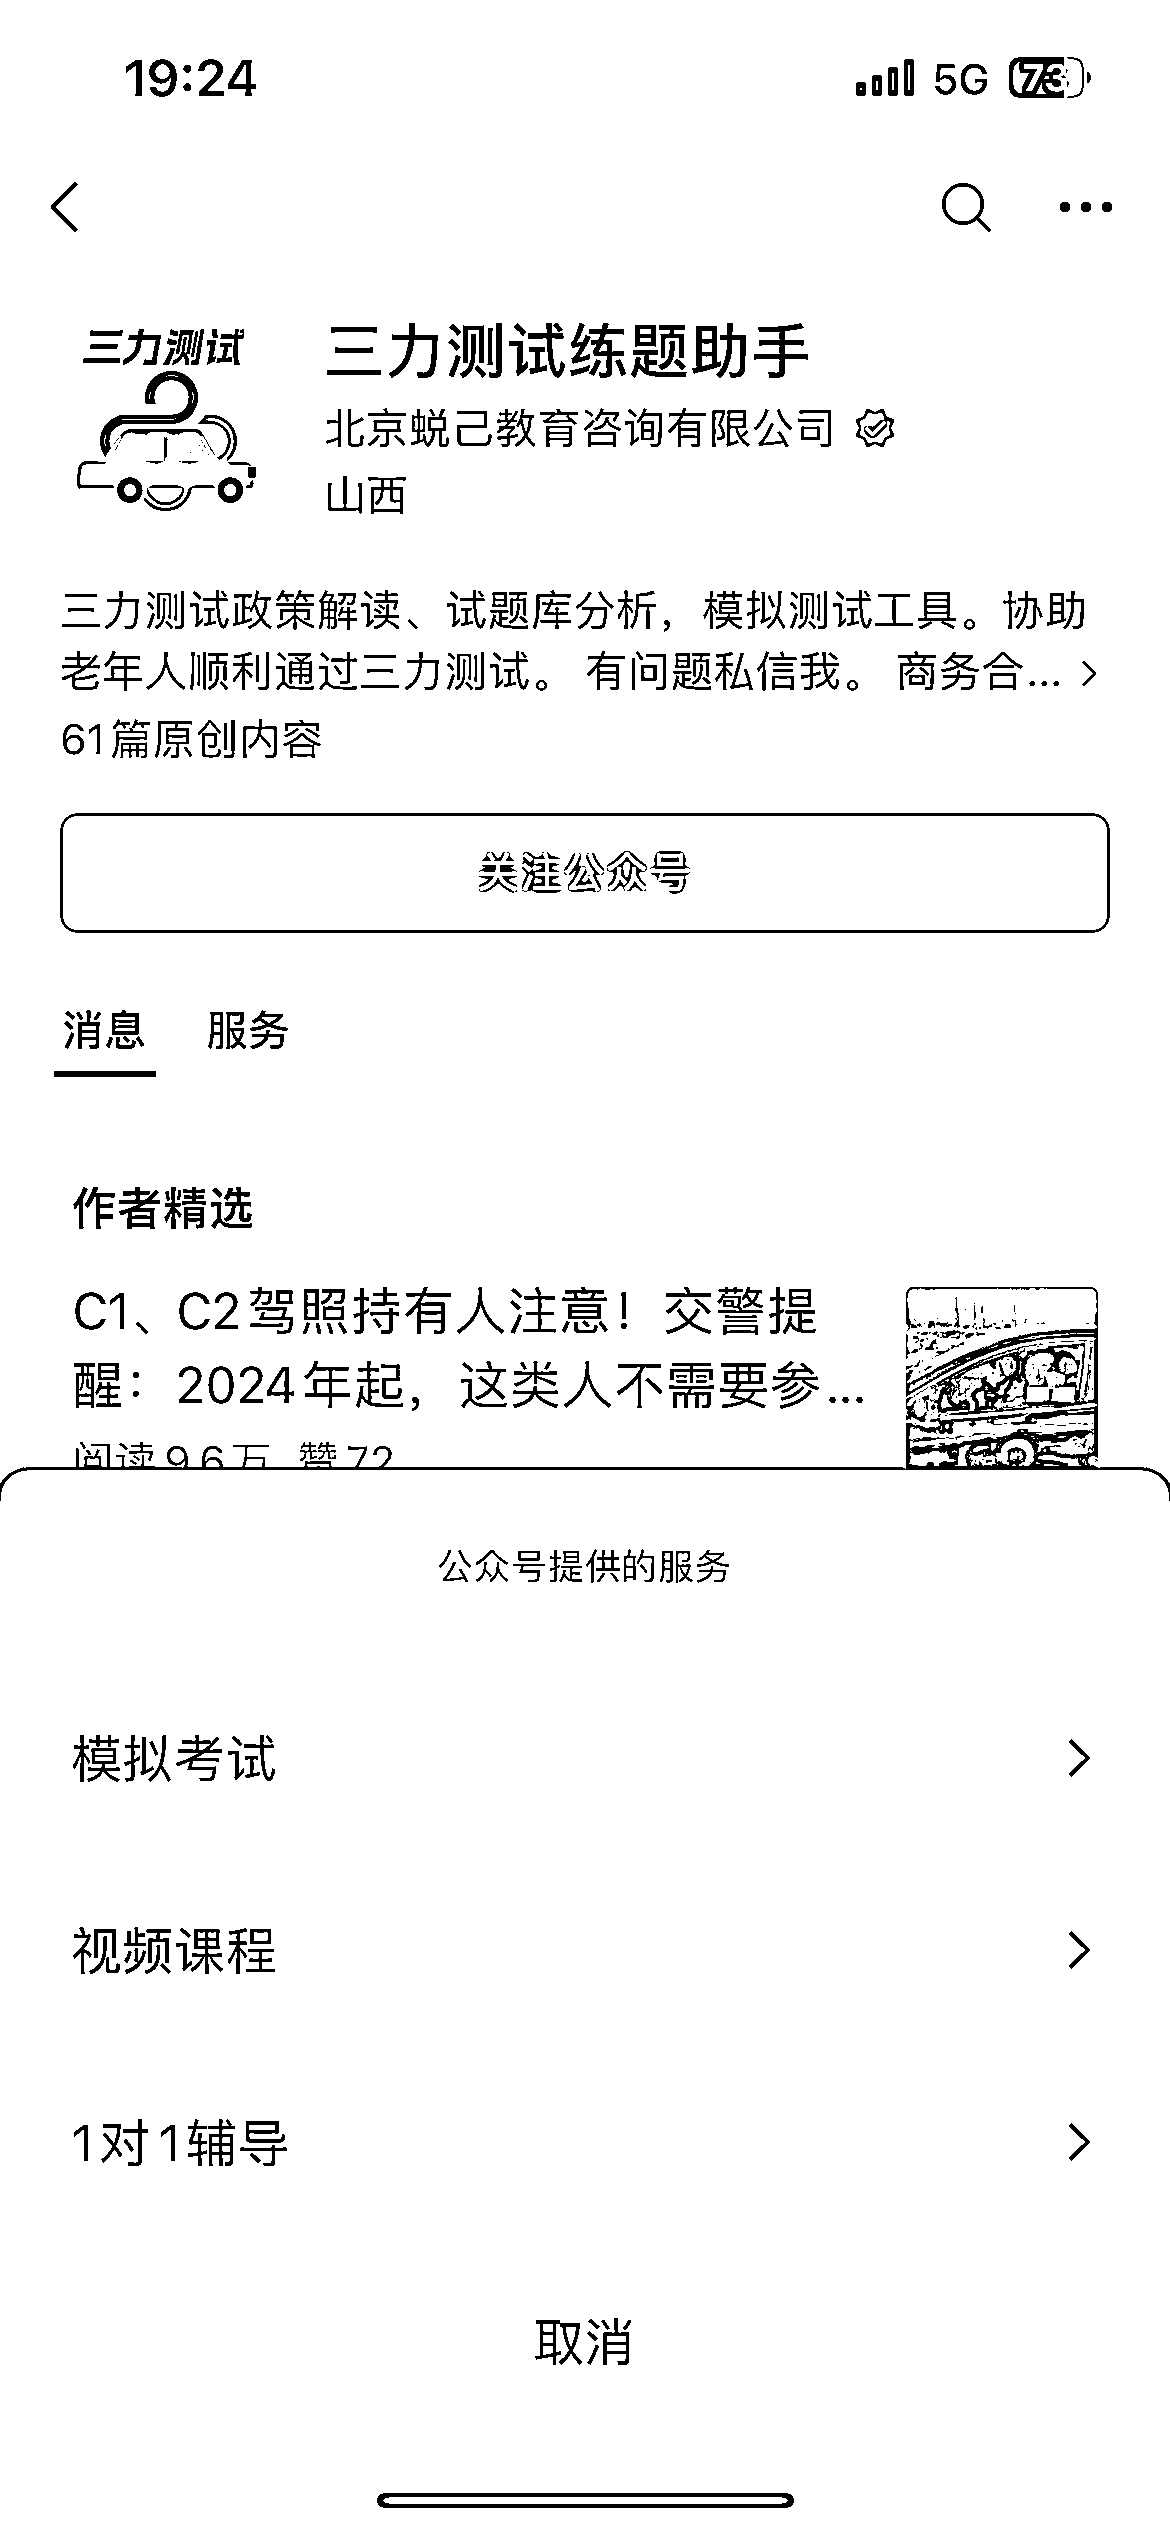 19:24
5G 73
三力测试
三力测试练题助手
北京蜕己教育咨询有限公司
山西
三力测试政策解读、试题库分析，模拟测试工具。协助
老年人顺利通过三力测试。 有问题私信我。 商务合...
61篇原创内容
关注公众号
消息 服务
作者精选
C1、C2驾照持有人注意！交警提
醒：2024年起，这类人不需要参...
阅读9.6万 赞72
公众号提供的服务
模拟考试
视频课程
1对1辅导
取消